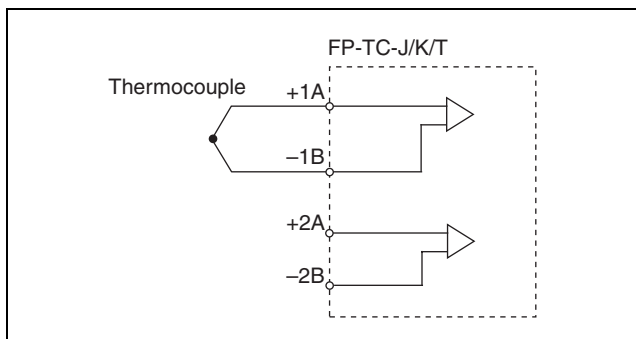 FP-TC-J/K/T
Thermocouple
+1A
–1B
+2A
–2B